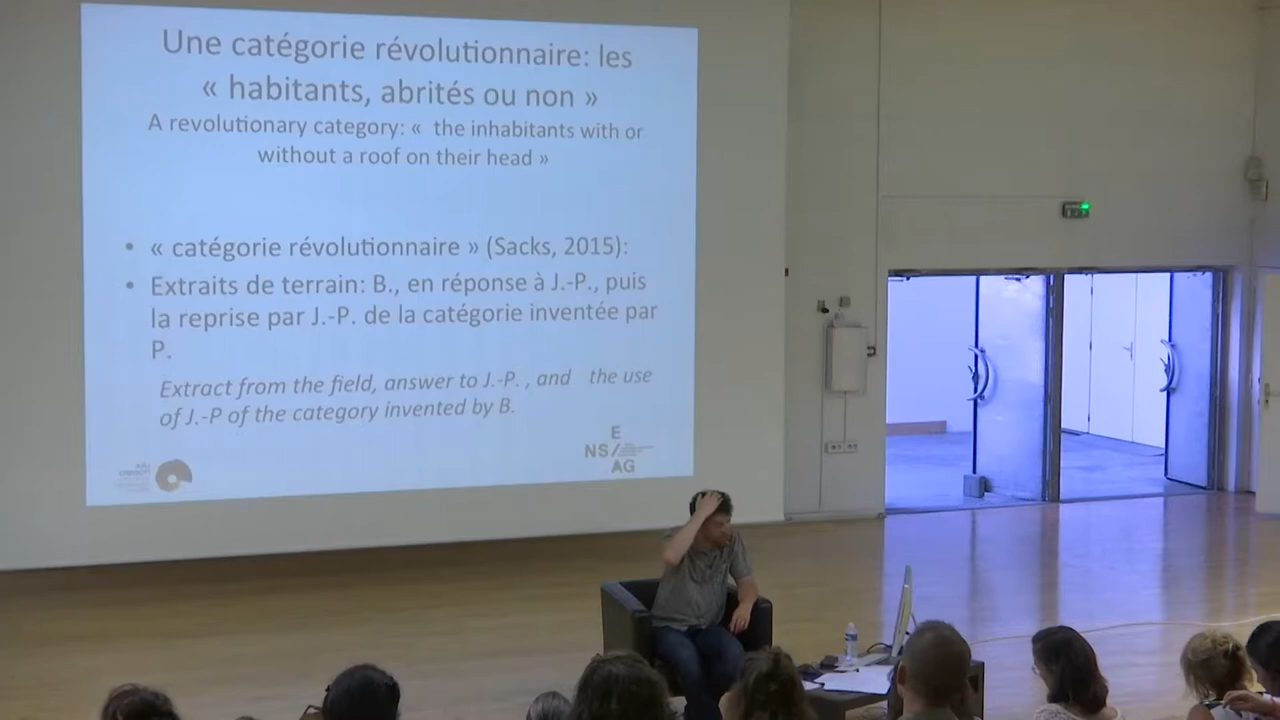 Une catégorie révolutionnaire: les
« habitants, abrités ou non »
A revolutionary category: «  the inhabitants with or
without a roof on their head »
• « catégorie révolutionnaire » (Sacks, 2015):
• Extraits de terrain: B., en réponse à J.-P., puis
la reprise par J.-P. de la catégorie inventée par
P.
Extract from the field, answer to J.-P. , and   the use
of J.-P of the category invented by B.
E
NS/
AG